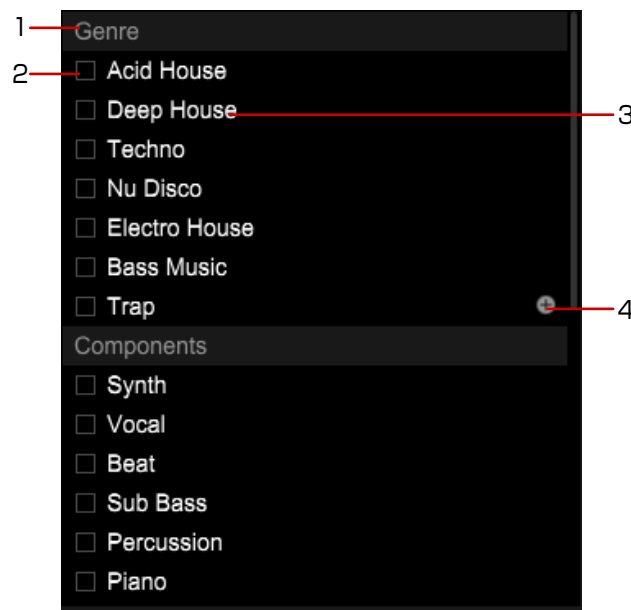 1 Genre
2 Acid House
Deep House 3
Techno
Nu Disco
Electro House
Bass Music
Trap 4
Components
Synth
Vocal
Beat
Sub Bass
Percussion
Piano